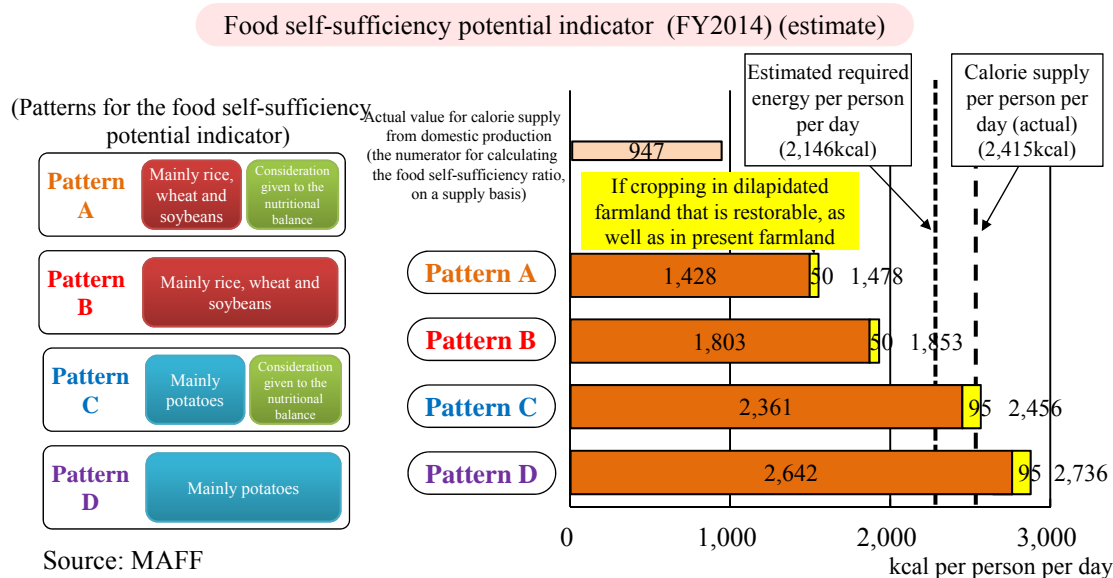 Food self-sufficiency potential indicator (FY2014) (estimate)
(Patterns for the food self-sufficiency
potential indicator)
Pattern
A
Mainly rice,
wheat and
soybeans
Consideration
given to the
nutritional
balance
Pattern
B
Mainly rice, wheat and
soybeans
Pattern
C
Mainly
potatoes
Consideration
given to the
nutritional
balance
Pattern
D
Mainly potatoes
Source: MAFF
Actual value for calorie supply
from domestic production
(the numerator for calculating
the food self-sufficiency ratio,
on a supply basis)
947
Estimated required
energy per person
per day
(2,146kcal)
Calorie supply
per person per
day (actual)
(2,415kcal)
If cropping in dilapidated
farmland that is restorable, as
well as in present farmland
Pattern A
1,428
50
1,478
Pattern B
1,803
50
1,853
Pattern C
2,361
95
2,456
Pattern D
2,642
95
2,736
0
1,000
2,000
3,000
kcal per person per day